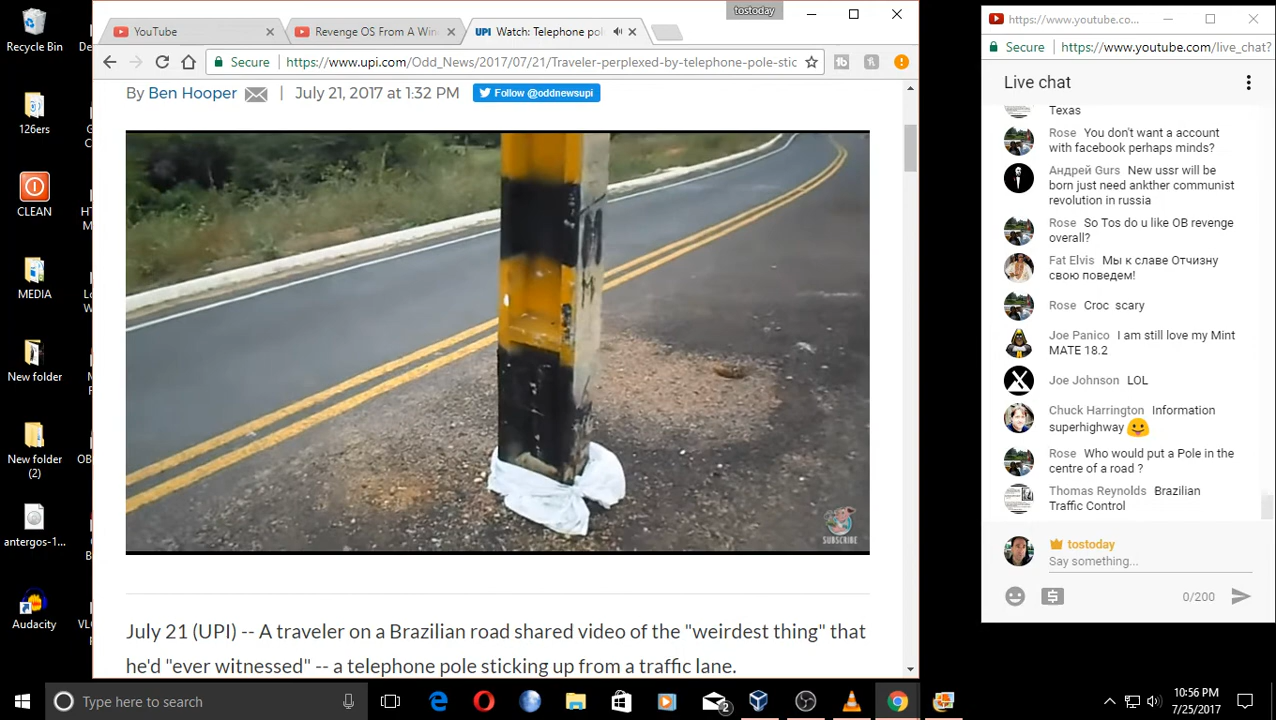 tostoday
YouTube
Revenge OS From A Win
UPI Watch: Telephone pol
Secure https://www.upi.com/Odd_News/2017/07/21/Traveler-perplexed-by-telephone-pole-stic
By Ben Hooper | July 21, 2017 at 1:32 PM Follow @oddnewsupi
SUBSCRIBE
July 21 (UPI) -- A traveler on a Brazilian road shared video of the "weirdest thing" that
he'd "ever witnessed" -- a telephone pole sticking up from a traffic lane.
https://www.youtube.co...
Secure https://www.youtube.com/live_chat?
Live chat
Texas
Rose You don't want a account
with facebook perhaps minds?
Андрей Gurs New ussr will be
born just need ankther communist
revolution in russia
Rose So Tos do u like OB revenge
overall?
Fat Elvis Мы к славе Отчизну
свою поведем!
Rose Croc scary
Joe Panico I am still love my Mint
MATE 18.2
Joe Johnson LOL
Chuck Harrington Information
superhighway
Rose Who would put a Pole in the
centre of a road ?
Thomas Reynolds Brazilian
Traffic Control
tostoday
Say something...
0/200
Recycle Bin
126ers
CLEAN
MEDIA
New folder
New folder
(2)
antergos-1...
Audacity
Type here to search
2
10:56 PM
7/25/2017